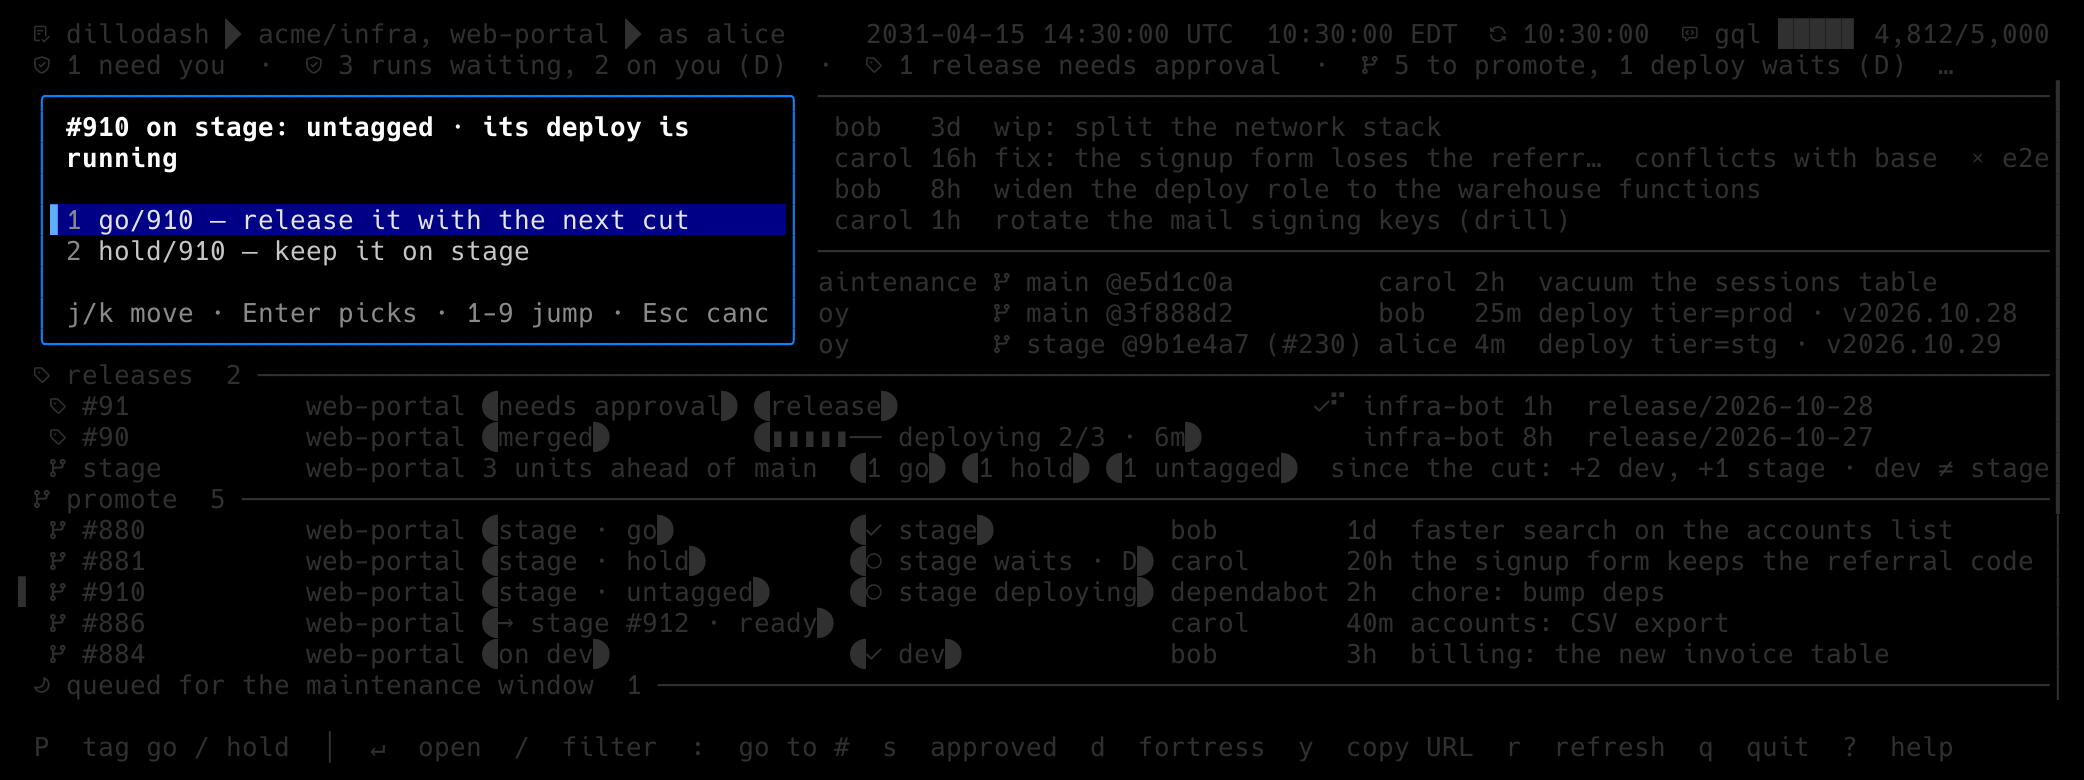 dillodash acme/infra, web-portal as alice 2031-04-15 14:30:00 UTC 10:30:00 EDT 10:30:00 gql 4,812/5,000
1 need you · 3 runs waiting, 2 on you (D) · 1 release needs approval · 5 to promote, 1 deploy waits (D) …
#910 on stage: untagged · its deploy is
running
1 go/910 — release it with the next cut
2 hold/910 — keep it on stage
j/k move · Enter picks · 1-9 jump · Esc canc
bob 3d wip: split the network stack
carol 16h fix: the signup form loses the referr… conflicts with base × e2e
bob 8h widen the deploy role to the warehouse functions
carol 1h rotate the mail signing keys (drill)
aintenance main @e5d1c0a carol 2h vacuum the sessions table
oy main @3f888d2 bob 25m deploy tier=prod · v2026.10.28
oy stage @9b1e4a7 (#230) alice 4m deploy tier=stg · v2026.10.29
releases 2
#91 web-portal needs approval release ✓ infra-bot 1h release/2026-10-28
#90 web-portal merged deploying 2/3 · 6m infra-bot 8h release/2026-10-27
stage web-portal 3 units ahead of main 1 go 1 hold 1 untagged since the cut: +2 dev, +1 stage · dev ≠ stage
promote 5
#880 web-portal stage · go ✓ stage bob 1d faster search on the accounts list
#881 web-portal stage · hold ○ stage waits · D carol 20h the signup form keeps the referral code
#910 web-portal stage · untagged ○ stage deploying dependabot 2h chore: bump deps
#886 web-portal → stage #912 · ready carol 40m accounts: CSV export
#884 web-portal on dev ✓ dev bob 3h billing: the new invoice table
queued for the maintenance window 1
P tag go / hold │ ↵ open / filter : go to # s approved d fortress y copy URL r refresh q quit ? help